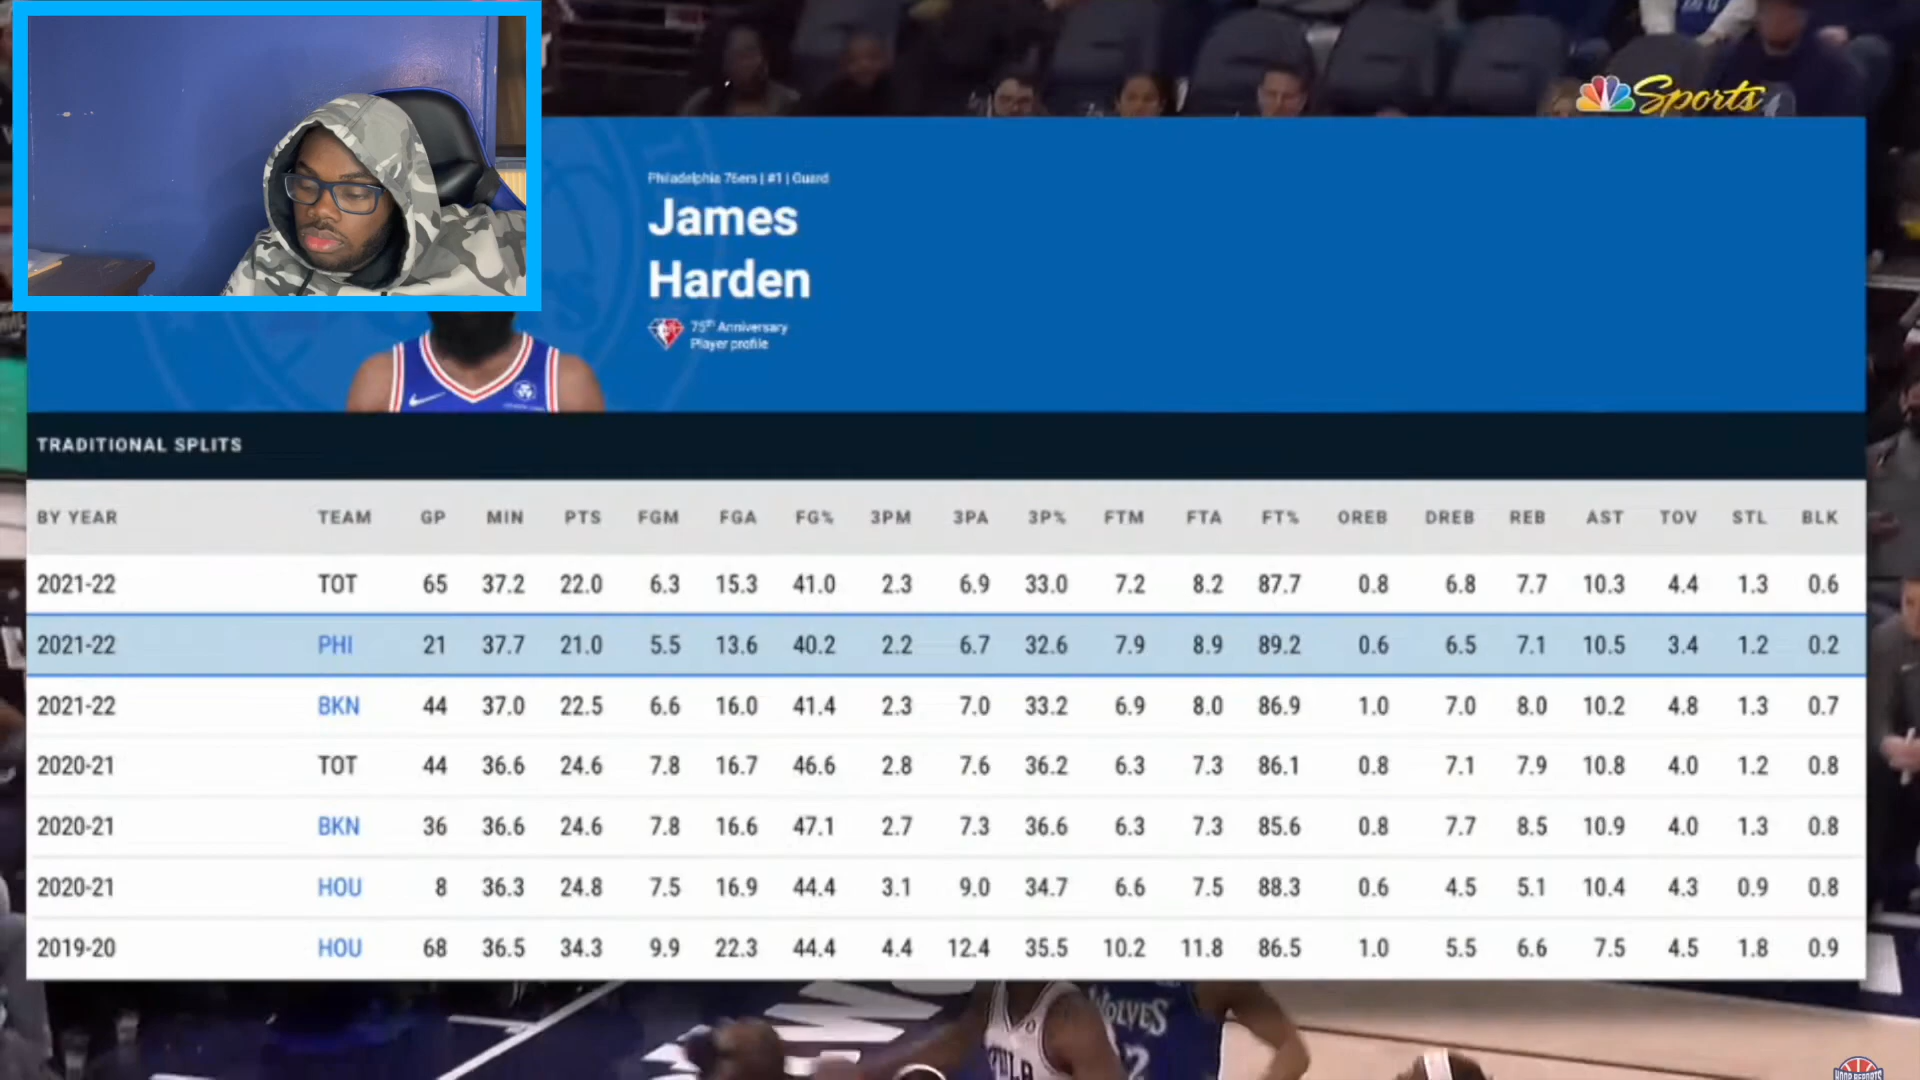 Sports
Philadelphia 76ers | #1 | Guard
James
Harden
75th Anniversary
Player profile
TRADITIONAL SPLITS
BY YEAR TEAM GP MIN PTS FGM FGA FG% 3PM 3PA 3P% FTM FTA FT% OREB DREB REB AST TOV STL BLK
2021-22 TOT 65 37.2 22.0 6.3 15.3 41.0 2.3 6.9 33.0 7.2 8.2 87.7 0.8 6.8 7.7 10.3 4.4 1.3 0.6
2021-22 PHI 21 37.7 21.0 5.5 13.6 40.2 2.2 6.7 32.6 7.9 8.9 89.2 0.6 6.5 7.1 10.5 3.4 1.2 0.2
2021-22 BKN 44 37.0 22.5 6.6 16.0 41.4 2.3 7.0 33.2 6.9 8.0 86.9 1.0 7.0 8.0 10.2 4.8 1.3 0.7
2020-21 TOT 44 36.6 24.6 7.8 16.7 46.6 2.8 7.6 36.2 6.3 7.3 86.1 0.8 7.1 7.9 10.8 4.0 1.2 0.8
2020-21 BKN 36 36.6 24.6 7.8 16.6 47.1 2.7 7.3 36.6 6.3 7.3 85.6 0.8 7.7 8.5 10.9 4.0 1.3 0.8
2020-21 HOU 8 36.3 24.8 7.5 16.9 44.4 3.1 9.0 34.7 6.6 7.5 88.3 0.6 4.5 5.1 10.4 4.3 0.9 0.8
2019-20 HOU 68 36.5 34.3 9.9 22.3 44.4 4.4 12.4 35.5 10.2 11.8 86.5 1.0 5.5 6.6 7.5 4.5 1.8 0.9
WOLVES